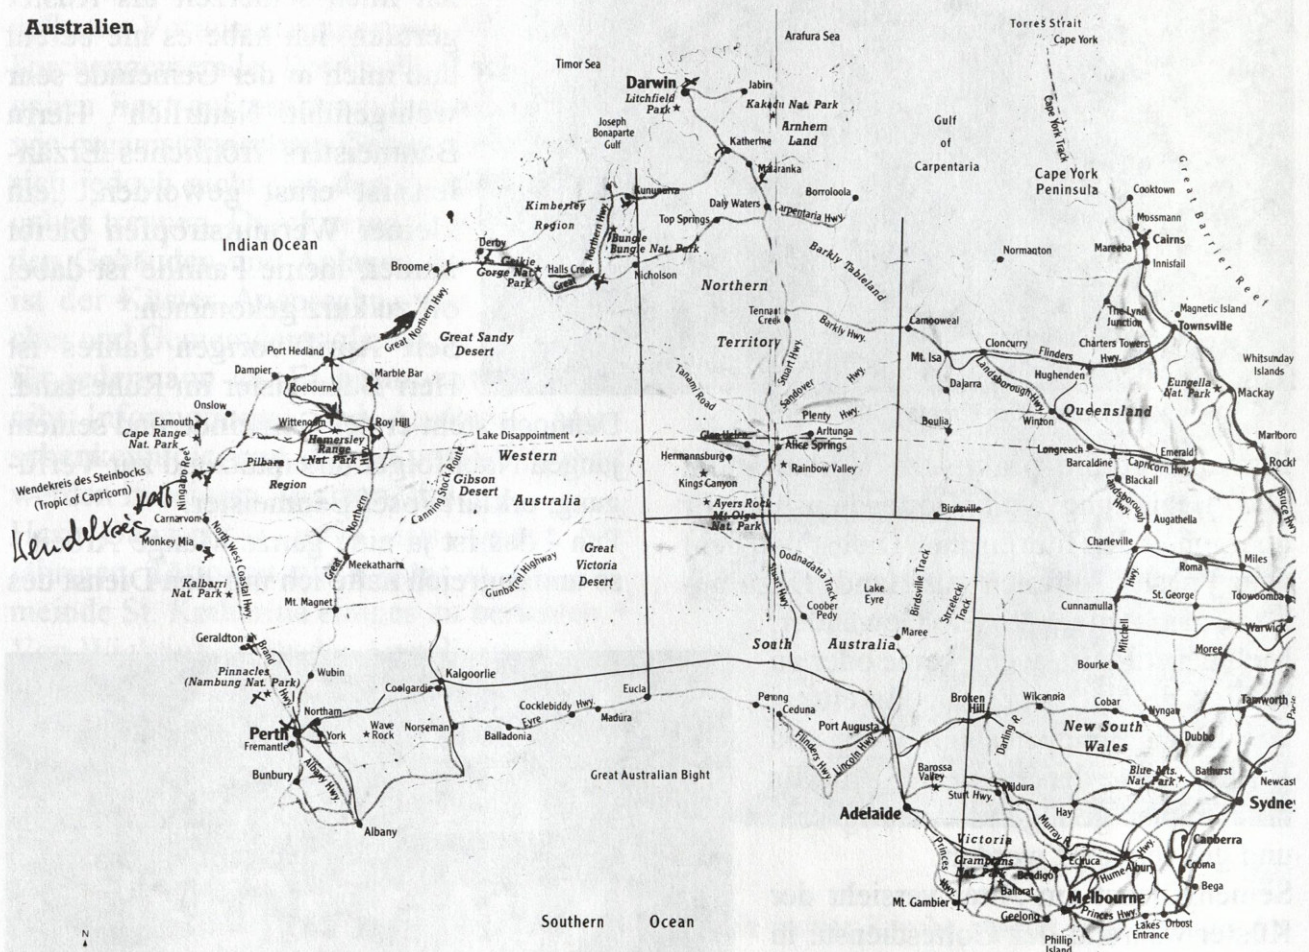 Australien
Torres Strait
Cape York
Arafura Sea
Timor Sea
Darwin
Litchfield
Park
Jabiru
Kakadu Nat. Park
Arnhem
Land
Joseph
Bonaparte
Gulf
Gulf
of
Carpentaria
Cape York Track
Cape York
Peninsula
Great Barrier Reef
Katherine
Mataranka
Borroloola
Kununurra
Daly Waters
Carpentaria Hwy.
Top Springs
Cooktown
Mossmann
Cairns
Mareeba
Innisfail
Kimberley
Region
Northern Hwy.
Bungle
Bungle Nat. Park
Indian Ocean
Derby
Broome
Geikie
Gorge Nat.
Park
Halls Creek
Great
Nicholson
Barkly Tableland
Normanton
Northern
Territory
Tennant
Creek
Barkly Hwy.
Camooweal
The Lynd
Junction
Magnetic Island
Townsville
Great Northern Hwy.
Great Sandy
Desert
Port Hedland
Dampier
Roebourne
Marble Bar
Tanami Road
Stuart Hwy.
Sandover Hwy.
Mt. Isa
Cloncurry
Flinders
Hwy.
Charters Towers
Hughenden
Whitsunday
Islands
Dajarra
Landsborough Hwy.
Eungella
Nat. Park
Mackay
Onslow
Exmouth
Cape Range
Nat. Park
Wittenoom
Roy Hill
Hamersley
Range
Nat. Park
Lake Disappointment
Plenty Hwy.
Glen Helen
Arltunga
Alice Springs
Hermannsburg
Rainbow Valley
Kings Canyon
Boulia
Winton
Queensland
Longreach
Barcaldine
Emerald
Capricorn Hwy.
Marlboro
Rockh
Wendekreis des Steinbocks
(Tropic of Capricorn)
Ningaloo Reef
Region
Western
Australia
Gibson
Desert
Canning Stock Route
Ayers Rock
Mt. Olga
Nat. Park
Birdsville
Blackall
Landsborough
Hwy.
Bruce Hwy.
Carnarvon
Monkey Mia
North West Coastal Hwy.
Great Northern
Meekatharra
Kalbarri
Nat. Park
Mt. Magnet
Gunbarrel Highway
Great
Victoria
Desert
Oodnadatta Track
Stuart Hwy.
Coober
Pedy
Lake
Eyre
Birdsville Track
Strzelecki
Track
Augathella
Charleville
Roma
Miles
Hwy.
St. George
Toowoomba
Cunnamulla
Warwick
Mitchell
Moree
Geraldton
Brand
Hwy.
Pinnacles
(Nambung Nat. Park)
Wubin
Kalgoorlie
Coolgardie
South Australia
Maree
Bourke
Northam
York
Wave
Rock
Perth
Fremantle
Norseman
Balladonia
Eyre
Cocklebiddy Hwy.
Madura
Eucla
Penong
Ceduna
Port Augusta
Broken
Hill
Wilcannia
Cobar
Nyngan
Tamworth
Darling R.
New South
Wales
Dubbo
Flinders Hwy.
Lincoln Hwy.
Bunbury
Albany Hwy.
Albany
Great Australian Bight
Barossa
Valley
Sturt Hwy.
Mildura
Hay
Blue Mts.
Nat. Park
Bathurst
Newcast
Adelaide
Sydne
Murray
Victoria
Princes
Hwy.
Grampians
Nat. Park
Bendigo
Echuca
Hume
Hwy.
Albury
Canberra
Cooma
Bega
Mt. Gambier
Ballarat
Melbourne
Geelong
Princes Hwy.
Lakes
Entrance
Orbost
Phillip
Island
Southern Ocean
N